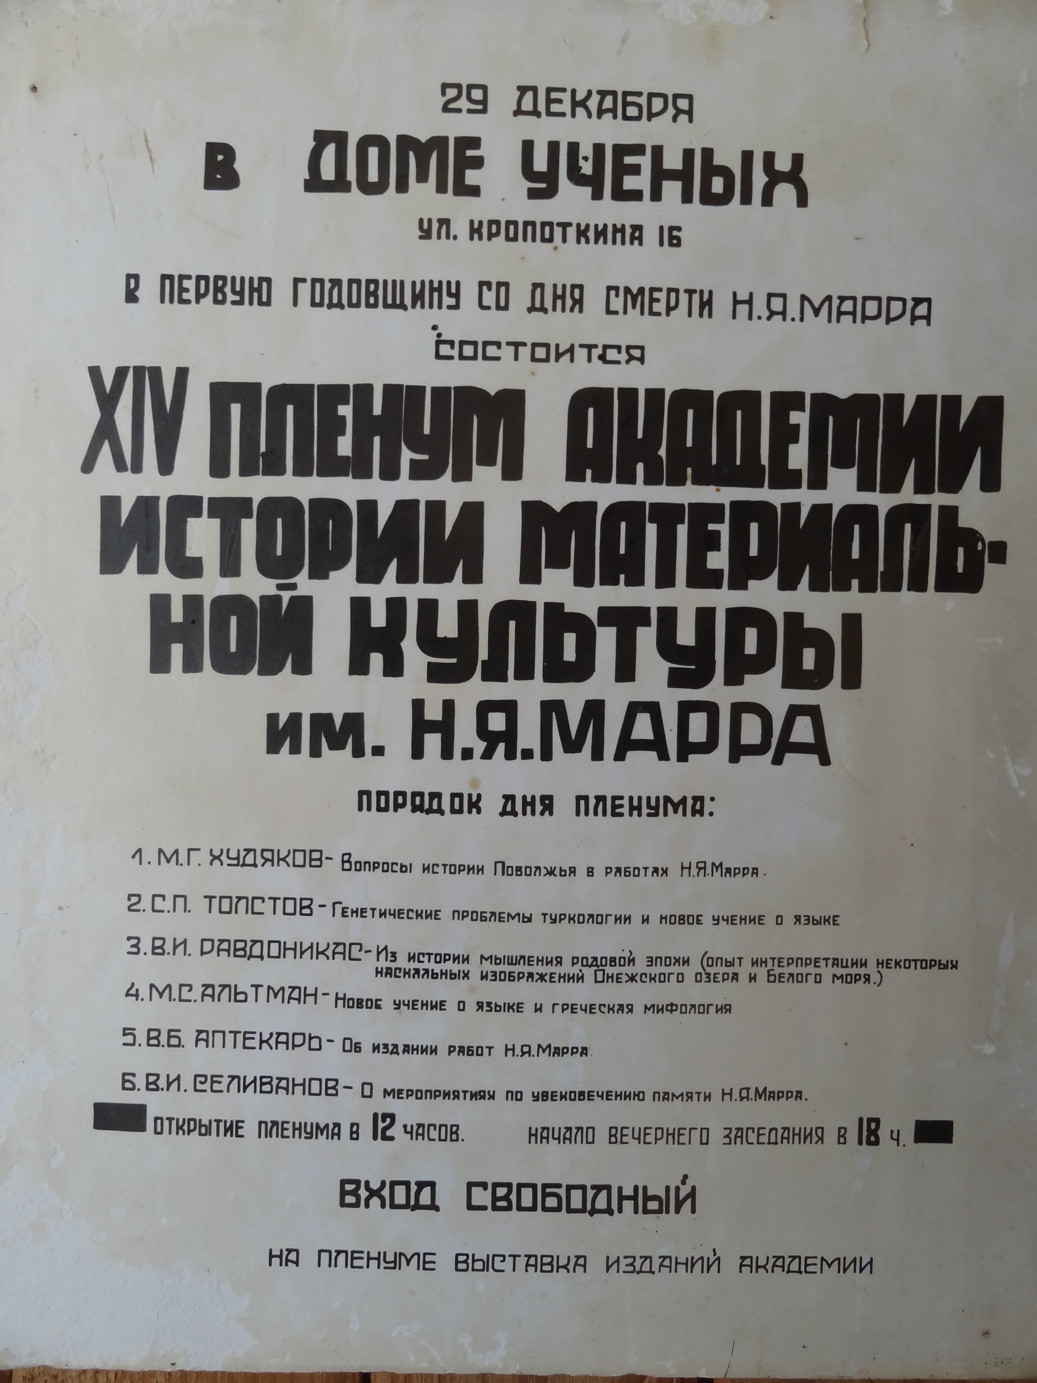 29 ДЕКАБРЯ
В ДОМЕ УЧЕНЫХ
УЛ. КРОПОТКИНА 16
В ПЕРВУЮ ГОДОВЩИНУ СО ДНЯ СМЕРТИ Н.Я.МАРРА
СОСТОИТСЯ
XIV ПЛЕНУМ АКАДЕМИИ
ИСТОРИИ МАТЕРИАЛЬ-
НОЙ КУЛЬТУРЫ
ИМ. Н.Я.МАРРА
ПОРЯДОК ДНЯ ПЛЕНУМА:
1. М.Г. ХУДЯКОВ- Вопросы истории Поволжья в работах Н.Я.Марра.
2. С.П. ТОЛСТОВ- Генетические проблемы туркологии и новое учение о языке
3. В.И. РАВДОНИКАС- Из истории мышления родовой эпохи (опыт интерпретации некоторых
наскальных изображений Онежского озера и Белого моря.)
4. М.С. АЛЬТМАН- Новое учение о языке и греческая мифология
5. В.Б. АПТЕКАРЬ- Об издании работ Н.Я.Марра.
6. В.И. СЕЛИВАНОВ- О мероприятиях по увековечению памяти Н.Я.Марра.
ОТКРЫТИЕ ПЛЕНУМА В 12 ЧАСОВ. НАЧАЛО ВЕЧЕРНЕГО ЗАСЕДАНИЯ В 18 Ч.
ВХОД СВОБОДНЫЙ
НА ПЛЕНУМЕ ВЫСТАВКА ИЗДАНИЙ АКАДЕМИИ